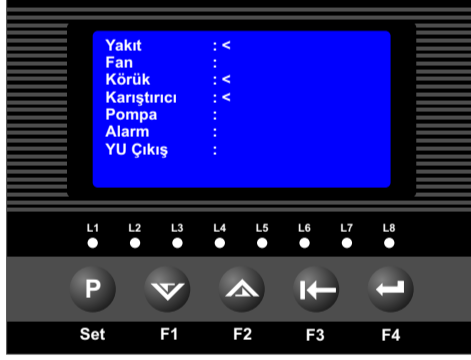 Yakıt : <
Fan :
Körük : <
Karıştırıcı : <
Pompa :
Alarm :
YU Çıkış :
L1 L2 L3 L4 L5 L6 L7 L8
P
Set F1 F2 F3 F4